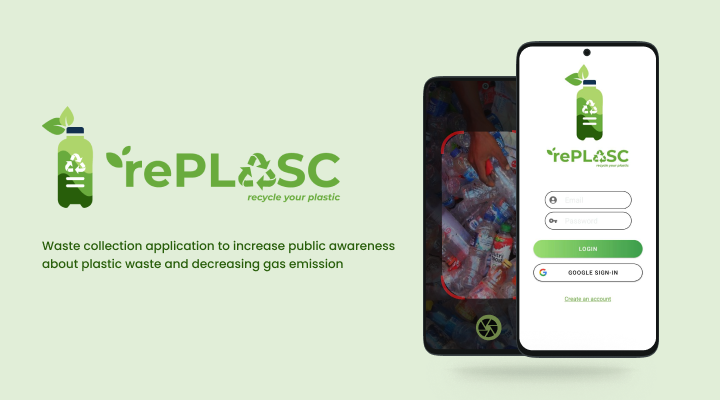 rePLASC
recycle your plastic
Waste collection application to increase public awareness
about plastic waste and decreasing gas emission
rePLASC
recycle your plastic
Email
Password
LOGIN
GOOGLE SIGN-IN
Create an account